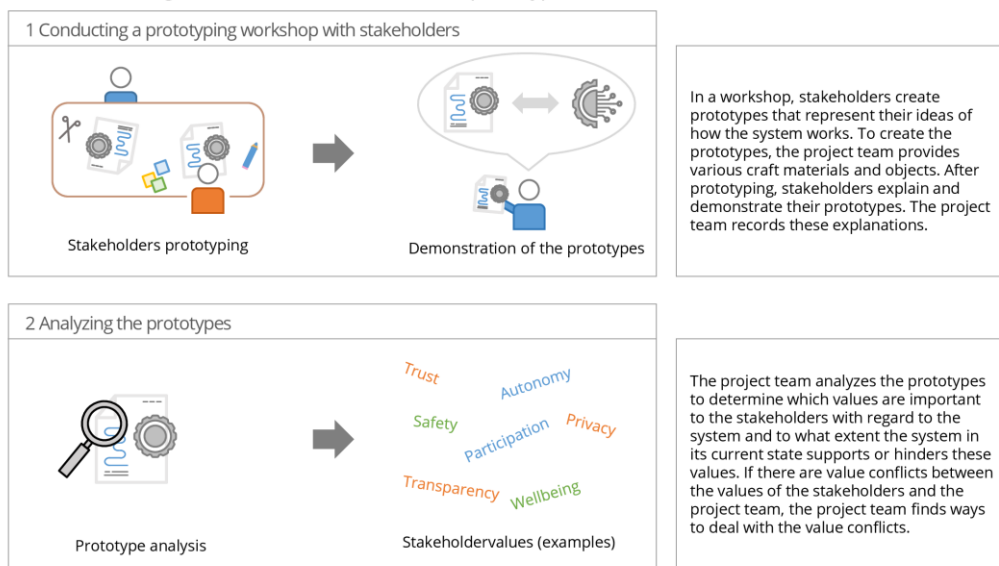 1 Conducting a prototyping workshop with stakeholders
Stakeholders prototyping
Demonstration of the prototypes
In a workshop, stakeholders create
prototypes that represent their ideas of
how the system works. To create the
prototypes, the project team provides
various craft materials and objects. After
prototyping, stakeholders explain and
demonstrate their prototypes. The project
team records these explanations.
2 Analyzing the prototypes
Trust
Autonomy
Safety
Participation
Privacy
Transparency
Wellbeing
Prototype analysis
Stakeholdervalues (examples)
The project team analyzes the prototypes
to determine which values are important
to the stakeholders with regard to the
system and to what extent the system in
its current state supports or hinders these
values. If there are value conflicts between
the values of the stakeholders and the
project team, the project team finds ways
to deal with the value conflicts.